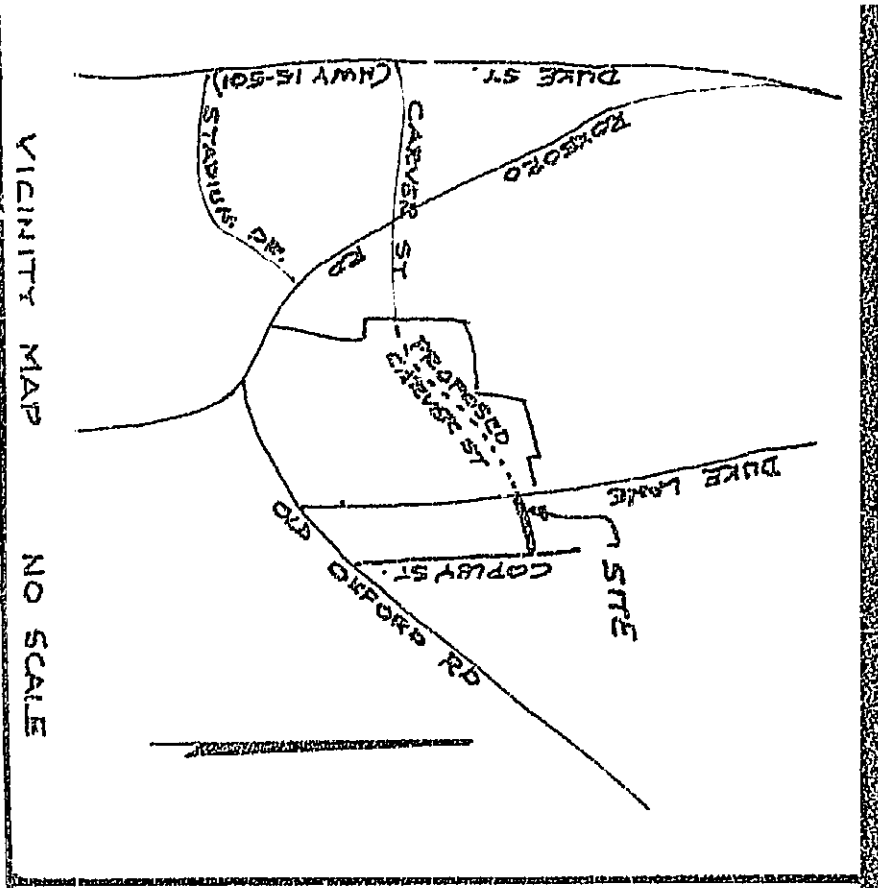 DUKE ST.
(HWY 15-501)
ROXBORO
RD
STADIUM DR.
CARVER ST
PROPOSED
CARVER ST
DUKE LANE
SITE
COPLEY ST.
OLD
OXFORD RD
VICINITY MAP NO SCALE